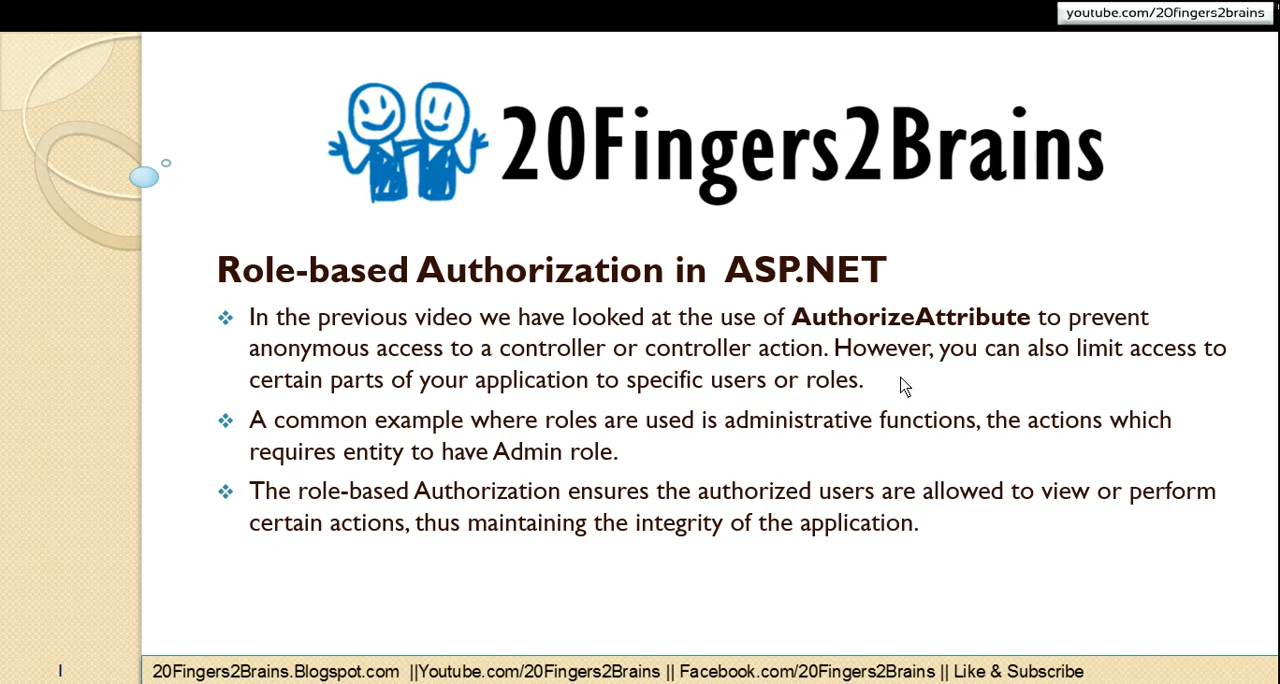 youtube.com/20fingers2brains
20Fingers2Brains
Role-based Authorization in ASP.NET
❖ In the previous video we have looked at the use of AuthorizeAttribute to prevent
anonymous access to a controller or controller action. However, you can also limit access to
certain parts of your application to specific users or roles.
❖ A common example where roles are used is administrative functions, the actions which
requires entity to have Admin role.
❖ The role-based Authorization ensures the authorized users are allowed to view or perform
certain actions, thus maintaining the integrity of the application.
1
20Fingers2Brains.Blogspot.com ||Youtube.com/20Fingers2Brains || Facebook.com/20Fingers2Brains || Like & Subscribe